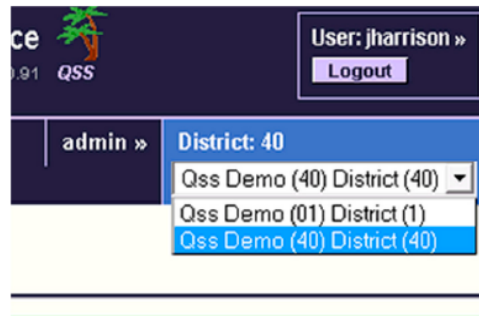 ce
User: jharrison »
0.91 QSS
Logout
admin »
District: 40
Qss Demo (40) District (40)
Qss Demo (01) District (1)
Qss Demo (40) District (40)